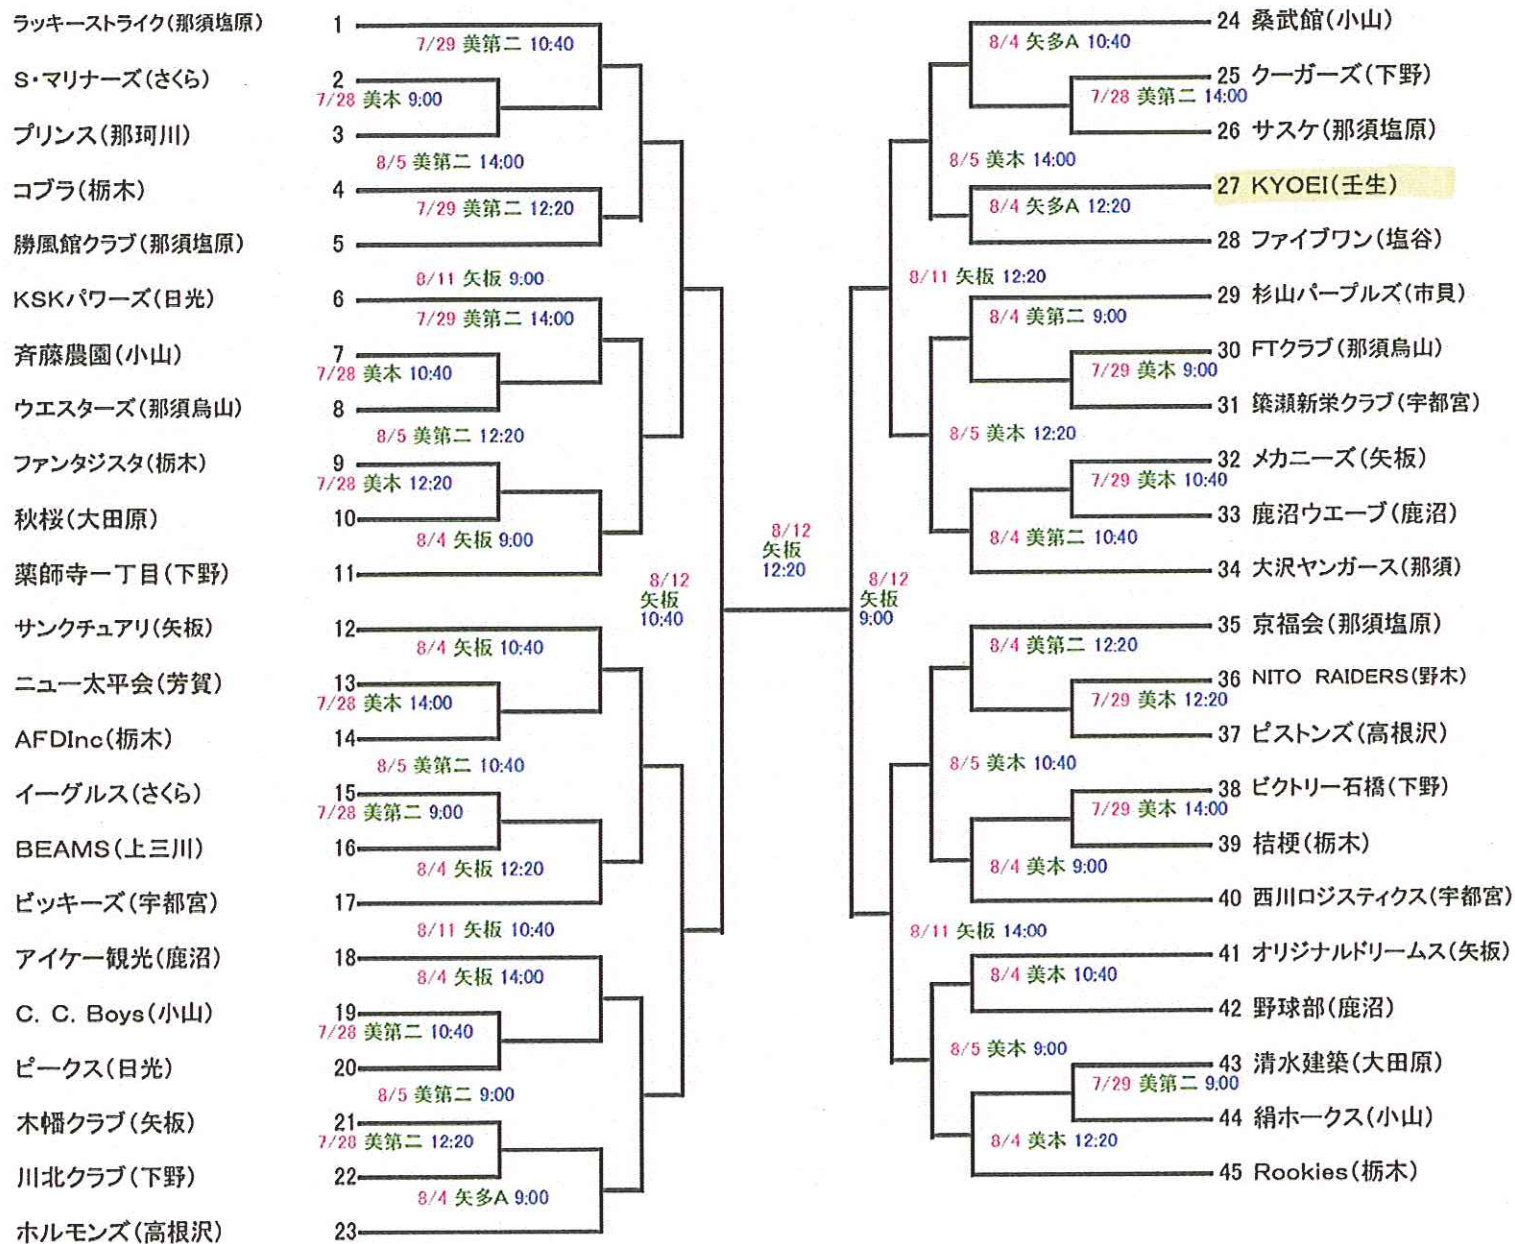 ラッキーストライク(那須塩原) 1
7/29 美第二 10:40
S・マリナーズ(さくら) 2
7/28 美木 9:00
プリンス(那珂川) 3
8/5 美第二 14:00
コブラ(栃木) 4
7/29 美第二 12:20
勝風館クラブ(那須塩原) 5
8/11 矢板 9:00
KSKパワーズ(日光) 6
7/29 美第二 14:00
斉藤農園(小山) 7
7/28 美木 10:40
ウエスターズ(那須烏山) 8
8/5 美第二 12:20
ファンタジスタ(栃木) 9
7/28 美木 12:20
秋桜(大田原) 10
8/4 矢板 9:00
薬師寺一丁目(下野) 11
8/12
矢板
10:40
サンクチュアリ(矢板) 12
8/4 矢板 10:40
ニュー太平会(芳賀) 13
7/28 美木 14:00
AFDInc(栃木) 14
8/5 美第二 10:40
イーグルス(さくら) 15
7/28 美第二 9:00
BEAMS(上三川) 16
8/4 矢板 12:20
ビッキーズ(宇都宮) 17
8/11 矢板 10:40
アイケー観光(鹿沼) 18
8/4 矢板 14:00
C. C. Boys(小山) 19
7/28 美第二 10:40
ピークス(日光) 20
8/5 美第二 9:00
木幡クラブ(矢板) 21
7/28 美第二 12:20
川北クラブ(下野) 22
8/4 矢多A 9:00
ホルモンズ(高根沢) 23
8/12
矢板
12:20
24 桑武館(小山)
8/4 矢多A 10:40
25 クーガーズ(下野)
7/28 美第二 14:00
26 サスケ(那須塩原)
8/5 美木 14:00
27 KYOEI(壬生)
8/4 矢多A 12:20
28 ファイブワン(塩谷)
8/11 矢板 12:20
29 杉山パープルズ(市貝)
8/4 美第二 9:00
30 FTクラブ(那須烏山)
7/29 美木 9:00
31 簗瀬新栄クラブ(宇都宮)
8/5 美木 12:20
32 メカニーズ(矢板)
7/29 美木 10:40
33 鹿沼ウエーブ(鹿沼)
8/4 美第二 10:40
34 大沢ヤンガース(那須)
8/12
矢板
9:00
35 京福会(那須塩原)
8/4 美第二 12:20
36 NITO RAIDERS(野木)
7/29 美木 12:20
37 ピストンズ(高根沢)
8/5 美木 10:40
38 ビクトリー石橋(下野)
7/29 美木 14:00
39 桔梗(栃木)
8/4 美木 9:00
40 西川ロジスティクス(宇都宮)
8/11 矢板 14:00
41 オリジナルドリームス(矢板)
8/4 美木 10:40
42 野球部(鹿沼)
8/5 美木 9:00
43 清水建築(大田原)
7/29 美第二 9:00
44 絹ホークス(小山)
8/4 美木 12:20
45 Rookies(栃木)